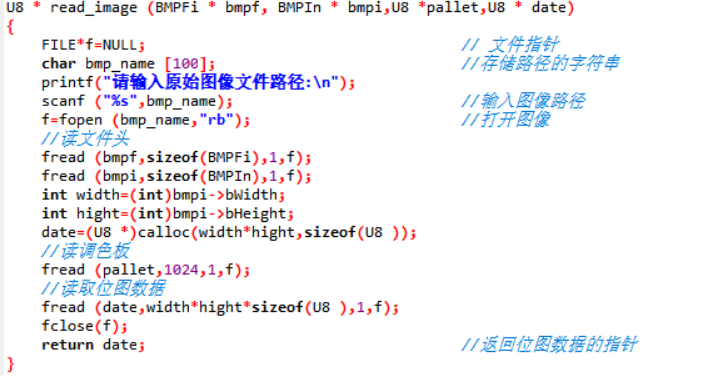 U8 * read_image (BMPFi * bmpf, BMPIn * bmpi,U8 *pallet,U8 * date)
{
FILE*f=NULL; // 文件指针
char bmp_name [100]; //存储路径的字符串
printf("请输入原始图像文件路径:\n");
scanf ("%s",bmp_name); //输入图像路径
f=fopen (bmp_name,"rb"); //打开图像
//读文件头
fread (bmpf,sizeof(BMPFi),1,f);
fread (bmpi,sizeof(BMPIn),1,f);
int width=(int)bmpi->bWidth;
int hight=(int)bmpi->bHeight;
date=(U8 *)calloc(width*hight,sizeof(U8 ));
//读调色板
fread (pallet,1024,1,f);
//读取位图数据
fread (date,width*hight*sizeof(U8 ),1,f);
fclose(f);
return date; //返回位图数据的指针
}